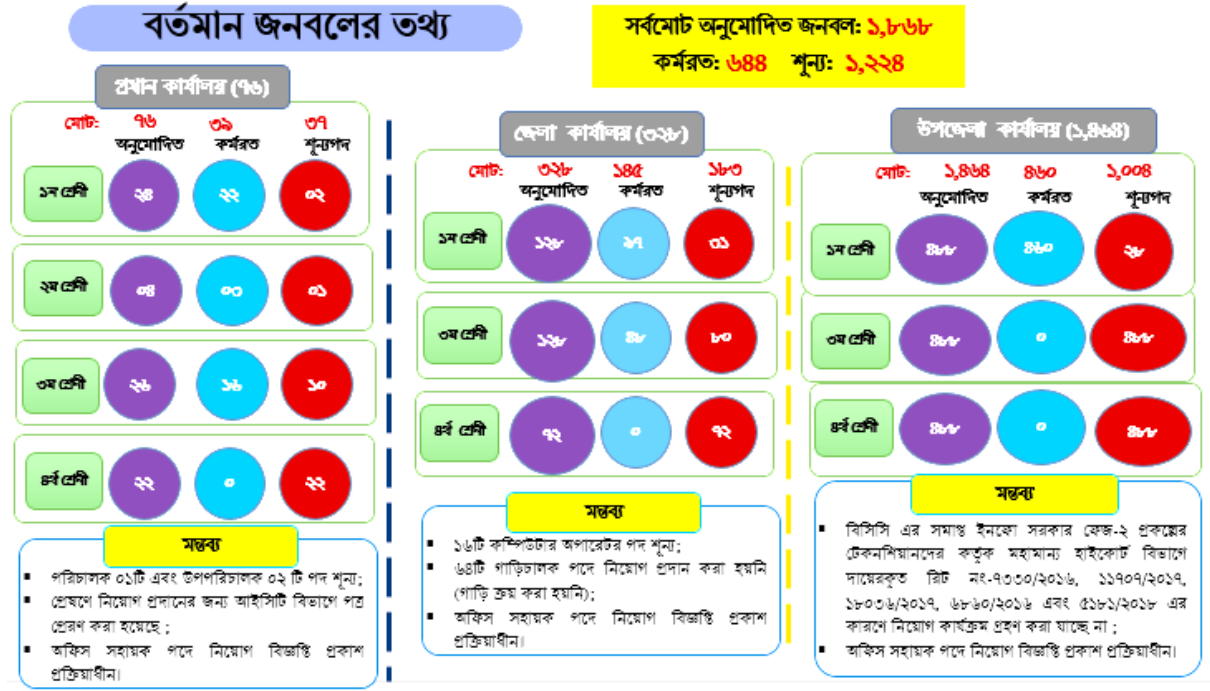 বর্তমান জনবলের তথ্য
সর্বমোট অনুমোদিত জনবল: ১,৮৬৮
কর্মরত: ৬৪৪ শূন্য: ১,২২৪
প্রধান কার্যালয় (৭৬)
মোট: ৭৬ ৩৯ ৩৭
অনুমোদিত কর্মরত শূন্যপদ
১ম শ্রেণী ২৪ ২২ ০২
২য় শ্রেণী ০৪ ০৩ ০১
৩য় শ্রেণী ২৬ ১৬ ১০
৪র্থ শ্রেণী ২২ ০ ২২
মন্তব্য
▪ পরিচালক ০১টি এবং উপপরিচালক ০২ টি পদ শূন্য;
▪ প্রেষণে নিয়োগ প্রদানের জন্য আইসিটি বিভাগে পত্র
প্রেরণ করা হয়েছে ;
▪ অফিস সহায়ক পদে নিয়োগ বিজ্ঞপ্তি প্রকাশ
প্রক্রিয়াধীন।
জেলা কার্যালয় (৩২৮)
মোট: ৩২৮ ১৪৫ ১৮৩
অনুমোদিত কর্মরত শূন্যপদ
১ম শ্রেণী ১২৮ ৯৭ ৩১
৩য় শ্রেণী ১২৮ ৪৮ ৮০
৪র্থ শ্রেণী ৭২ ০ ৭২
মন্তব্য
▪ ১৬টি কম্পিউটার অপারেটর পদ শূন্য;
▪ ৬৪টি গাড়িচালক পদে নিয়োগ প্রদান করা হয়নি
(গাড়ি ক্রয় করা হয়নি);
▪ অফিস সহায়ক পদে নিয়োগ বিজ্ঞপ্তি প্রকাশ
প্রক্রিয়াধীন।
উপজেলা কার্যালয় (১,৪৬৪)
মোট: ১,৪৬৪ ৪৬০ ১,০০৪
অনুমোদিত কর্মরত শূন্যপদ
১ম শ্রেণী ৪৮৮ ৪৬০ ২৮
৩য় শ্রেণী ৪৮৮ ০ ৪৮৮
৪র্থ শ্রেণী ৪৮৮ ০ ৪৮৮
মন্তব্য
▪ বিসিসি এর সমাপ্ত ইনফো সরকার ফেজ-২ প্রকল্পের
টেকনশিয়ানদের কর্তৃক মহামান্য হাইকোর্ট বিভাগে
দায়েরকৃত রিট নং-৭৩৩০/২০১৬, ১১৭০৭/২০১৭,
১৮০৩৬/২০১৭, ৬৮৬০/২০১৬ এবং ৫১৮১/২০১৮ এর
কারণে নিয়োগ কার্যক্রম গ্রহণ করা যাচ্ছে না ;
▪ অফিস সহায়ক পদে নিয়োগ বিজ্ঞপ্তি প্রকাশ প্রক্রিয়াধীন।